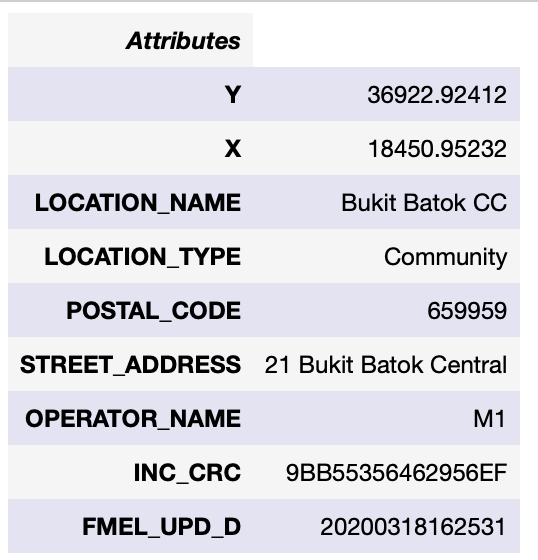 Attributes
Y 36922.92412
X 18450.95232
LOCATION_NAME Bukit Batok CC
LOCATION_TYPE Community
POSTAL_CODE 659959
STREET_ADDRESS 21 Bukit Batok Central
OPERATOR_NAME M1
INC_CRC 9BB55356462956EF
FMEL_UPD_D 20200318162531